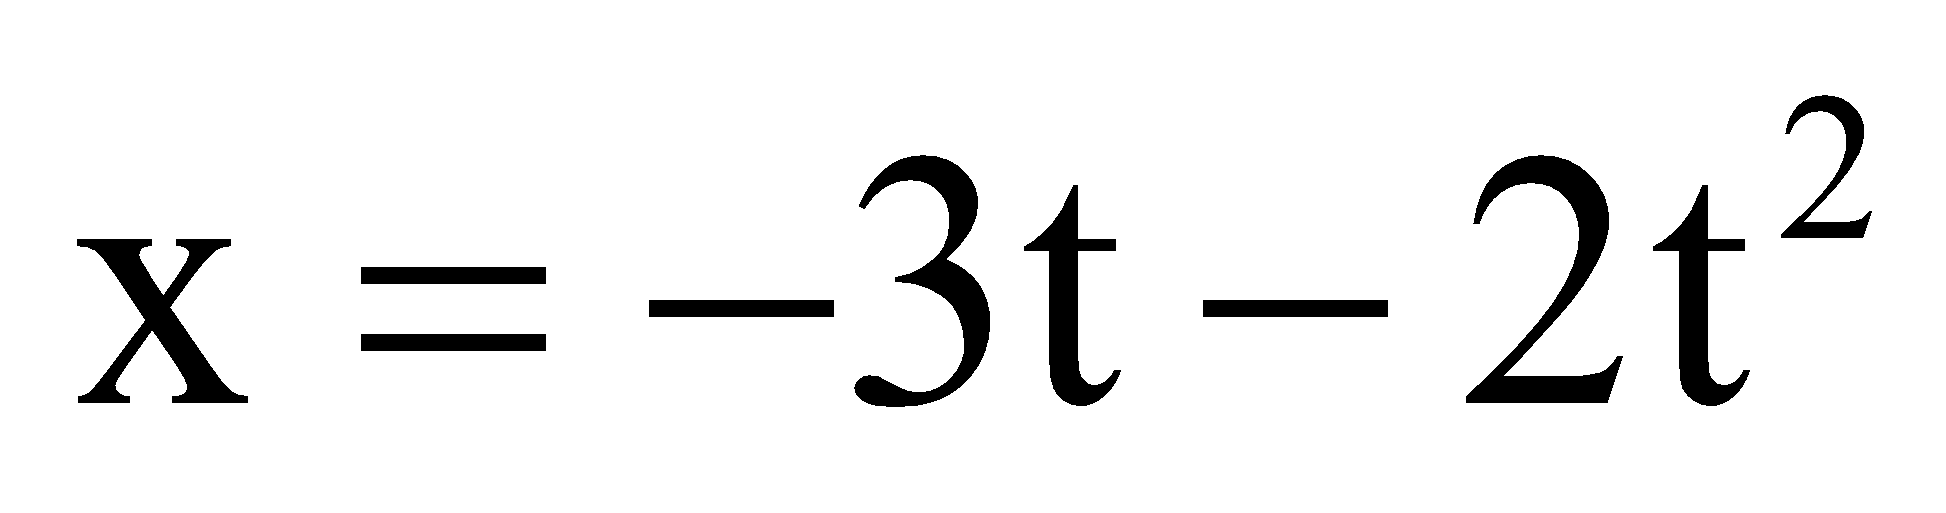 x = −3t − 2t²